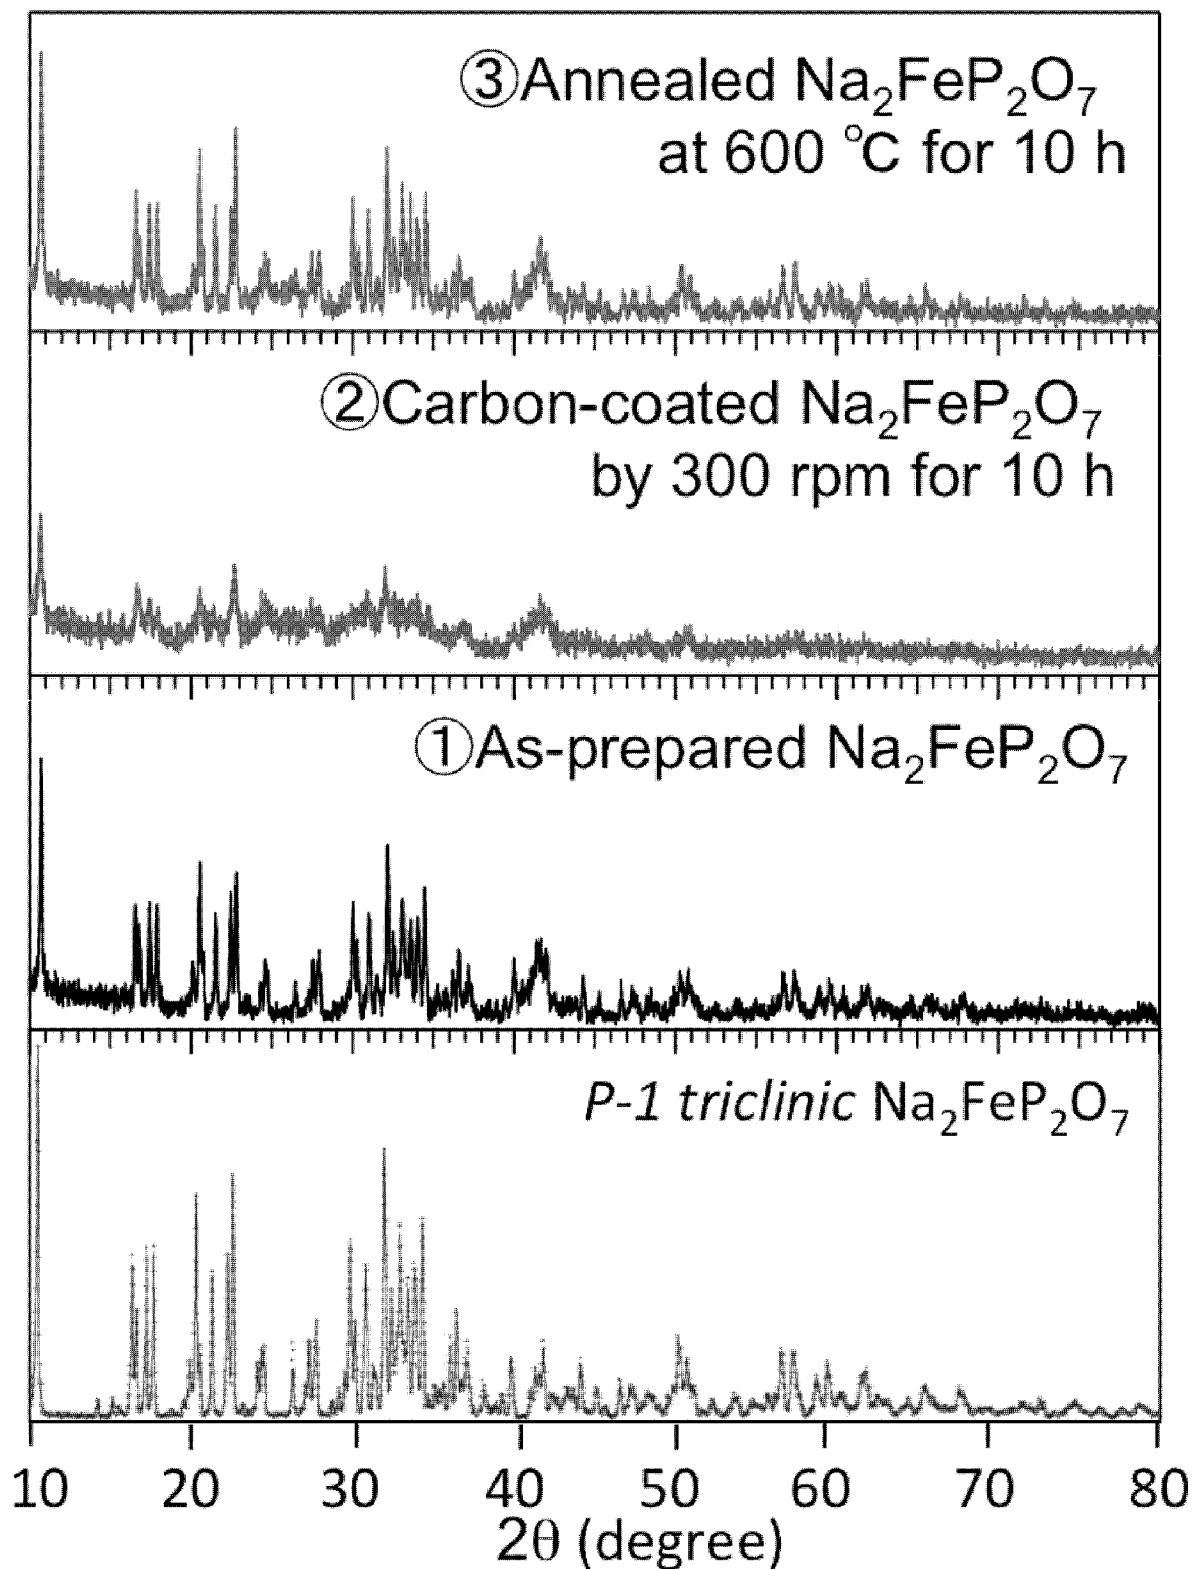 ③Annealed Na₂FeP₂O₇
at 600 °C for 10 h
②Carbon-coated Na₂FeP₂O₇
by 300 rpm for 10 h
①As-prepared Na₂FeP₂O₇
P-1 triclinic Na₂FeP₂O₇
10 20 30 40 50 60 70 80
2θ (degree)